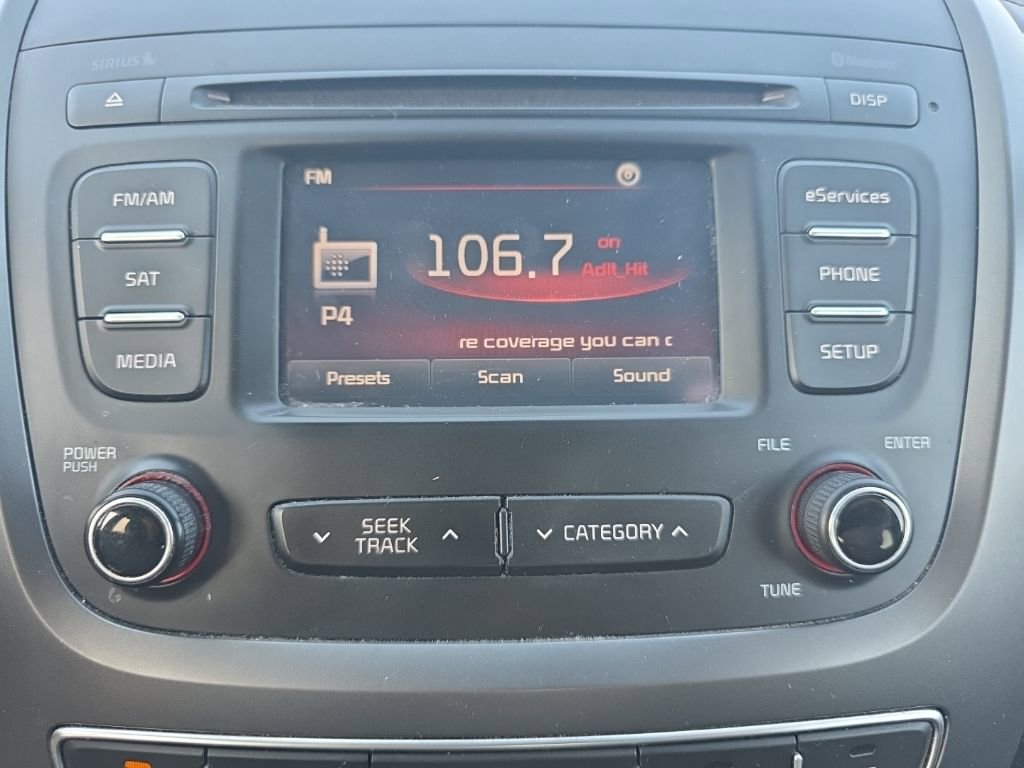 SIRIUS
Bluetooth
DISP
FM/AM
SAT
MEDIA
FM
106.7
Adlt_Hit
P4
re coverage you can
Presets Scan Sound
eServices
PHONE
SETUP
POWER
PUSH
SEEK
TRACK
CATEGORY
FILE
ENTER
TUNE